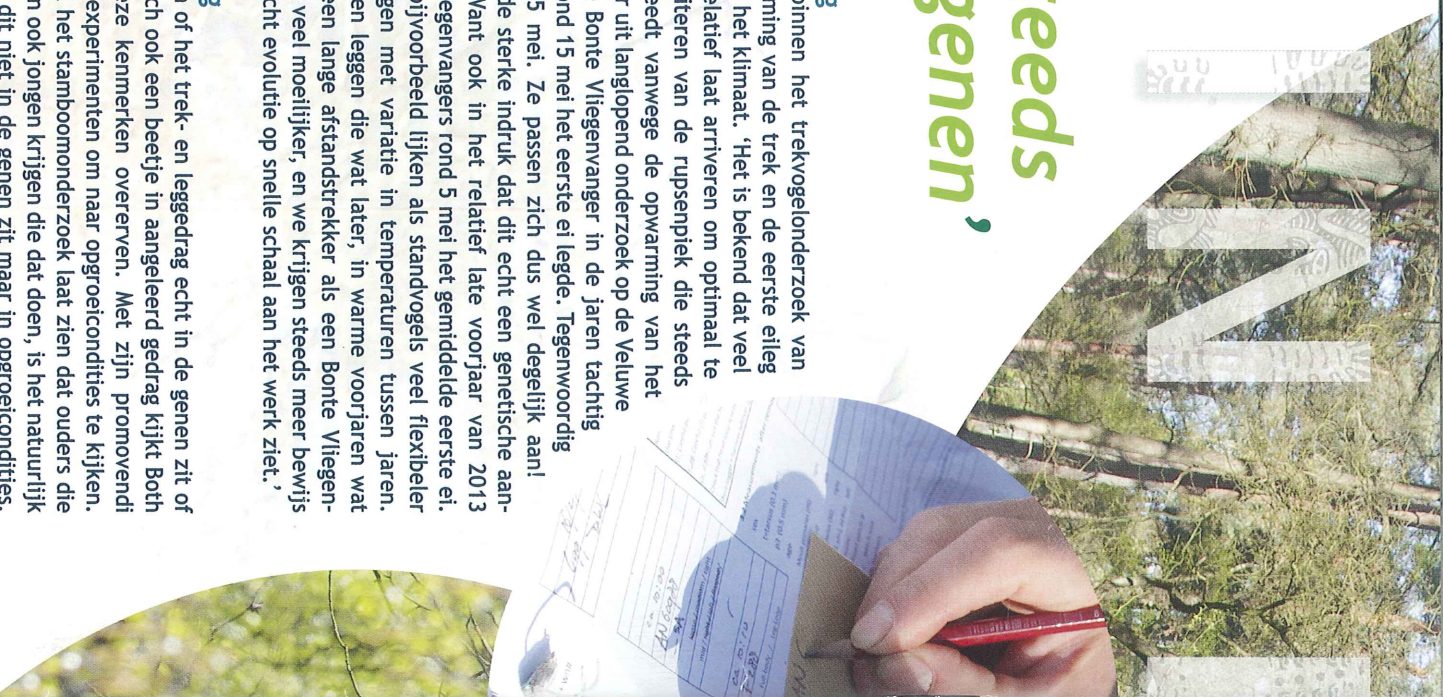 I N
reeds
genen’
g
binnen het trekvogelonderzoek van
ming van de trek en de eerste eileg
het klimaat. ‘Het is bekend dat veel
elatief laat arriveren om optimaal te
iteren van de rupsenpiek die steeds
eedt vanwege de opwarming van het
r uit langlopend onderzoek op de Veluwe
Bonte Vliegenvanger in de jaren tachtig
ond 15 mei het eerste ei legde. Tegenwoordig
5 mei. Ze passen zich dus wel degelijk aan!
de sterke indruk dat dit echt een genetische aan-
Want ook in het relatief late voorjaar van 2013
egenvangers rond 5 mei het gemiddelde eerste ei.
bijvoorbeeld lijken als standvogels veel flexibeler
gen met variatie in temperaturen tussen jaren.
en leggen die wat later, in warme voorjaren wat
een lange afstandstrekker als een Bonte Vliegen-
veel moeilijker, en we krijgen steeds meer bewijs
cht evolutie op snelle schaal aan het werk ziet.’
g
n of het trek- en leggedrag echt in de genen zit of
ch ook een beetje in aangeleerd gedrag kijkt Both
eze kenmerken overerven. Met zijn promovendi
experimenten om naar opgroeicondities te kijken.
het stamboomonderzoek laat zien dat ouders die
n ook jongen krijgen die dat doen, is het natuurlijk
dit niet in de genen zit maar in opgroeicondities.